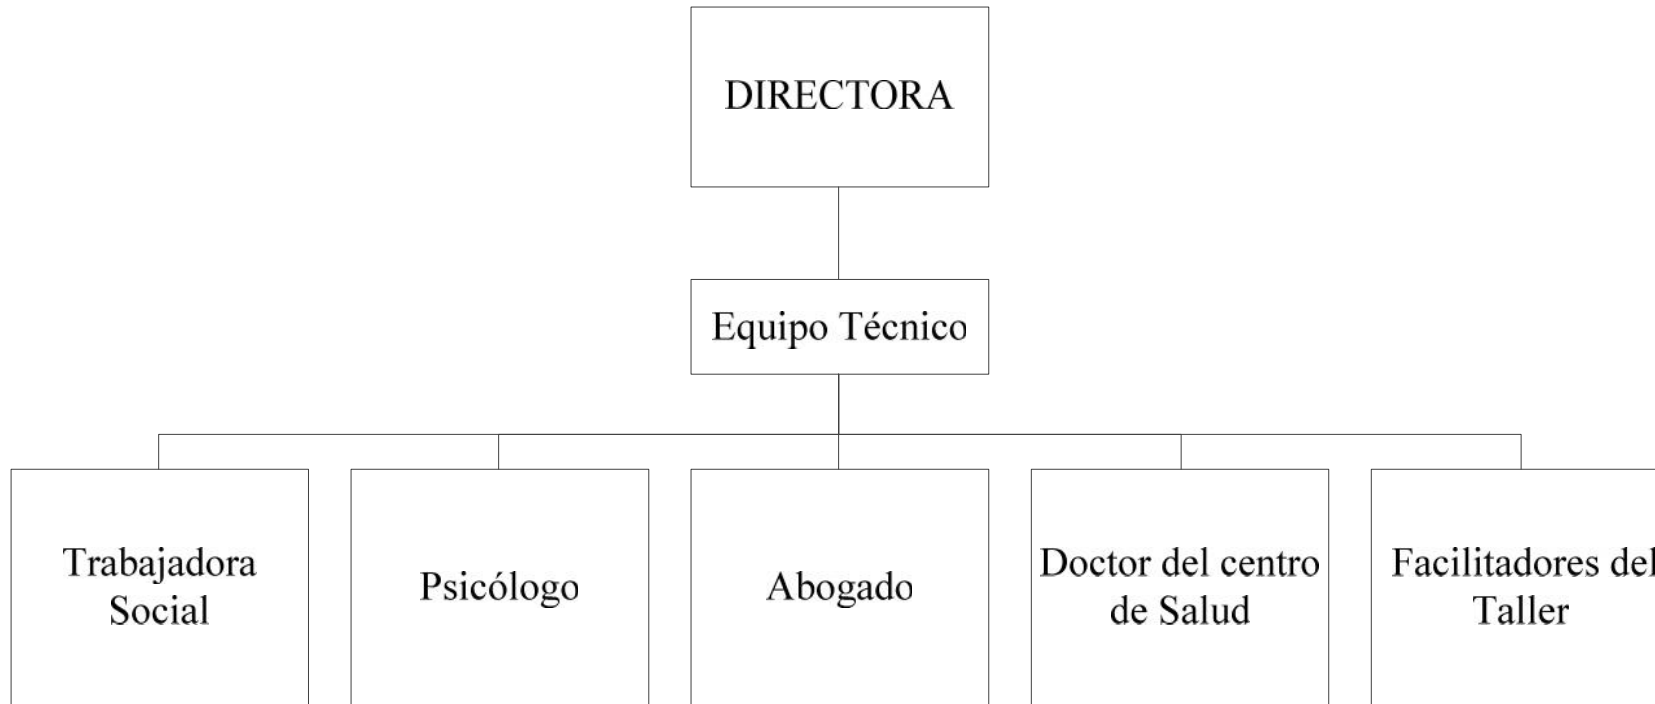 DIRECTORA
Equipo Técnico
Trabajadora
Social
Psicólogo
Abogado
Doctor del centro
de Salud
Facilitadores del
Taller